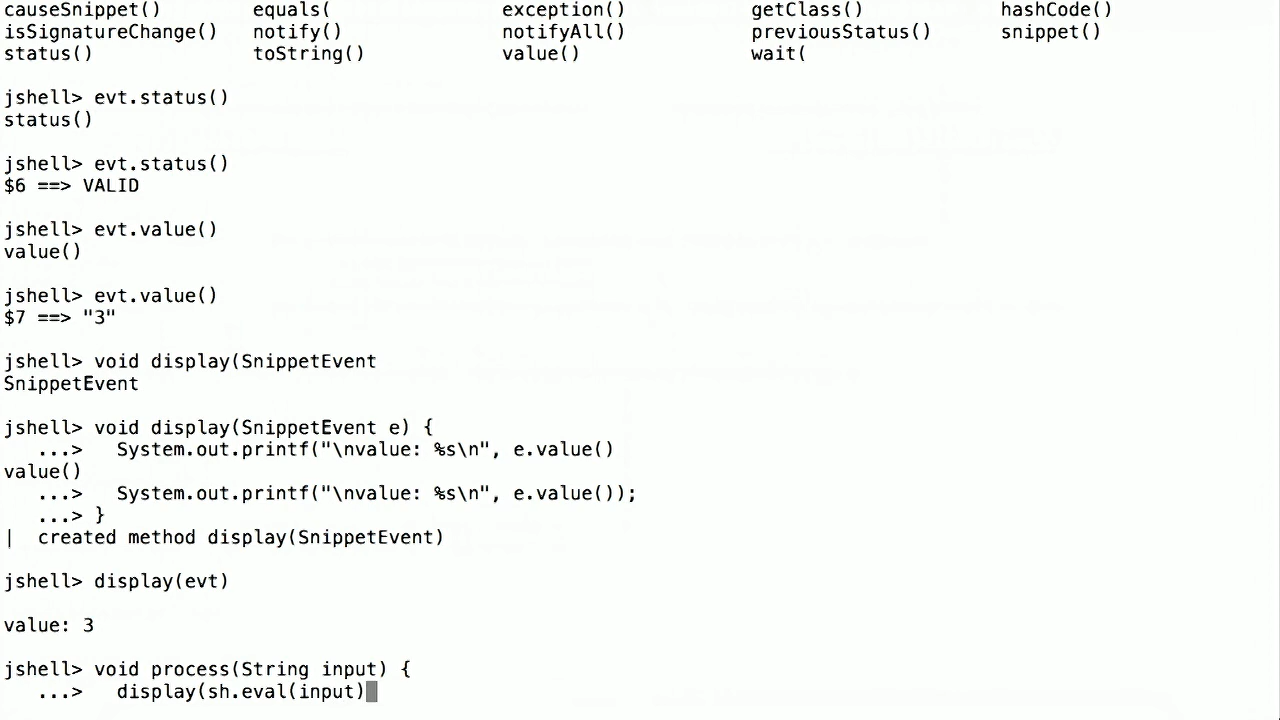 causeSnippet() equals( exception() getClass() hashCode()
isSignatureChange() notify() notifyAll() previousStatus() snippet()
status() toString() value() wait(
jshell> evt.status()
status()
jshell> evt.status()
$6 ==> VALID
jshell> evt.value()
value()
jshell> evt.value()
$7 ==> "3"
jshell> void display(SnippetEvent
SnippetEvent
jshell> void display(SnippetEvent e) {
...> System.out.printf("\nvalue: %s\n", e.value()
value()
...> System.out.printf("\nvalue: %s\n", e.value());
...> }
| created method display(SnippetEvent)
jshell> display(evt)
value: 3
jshell> void process(String input) {
...> display(sh.eval(input)